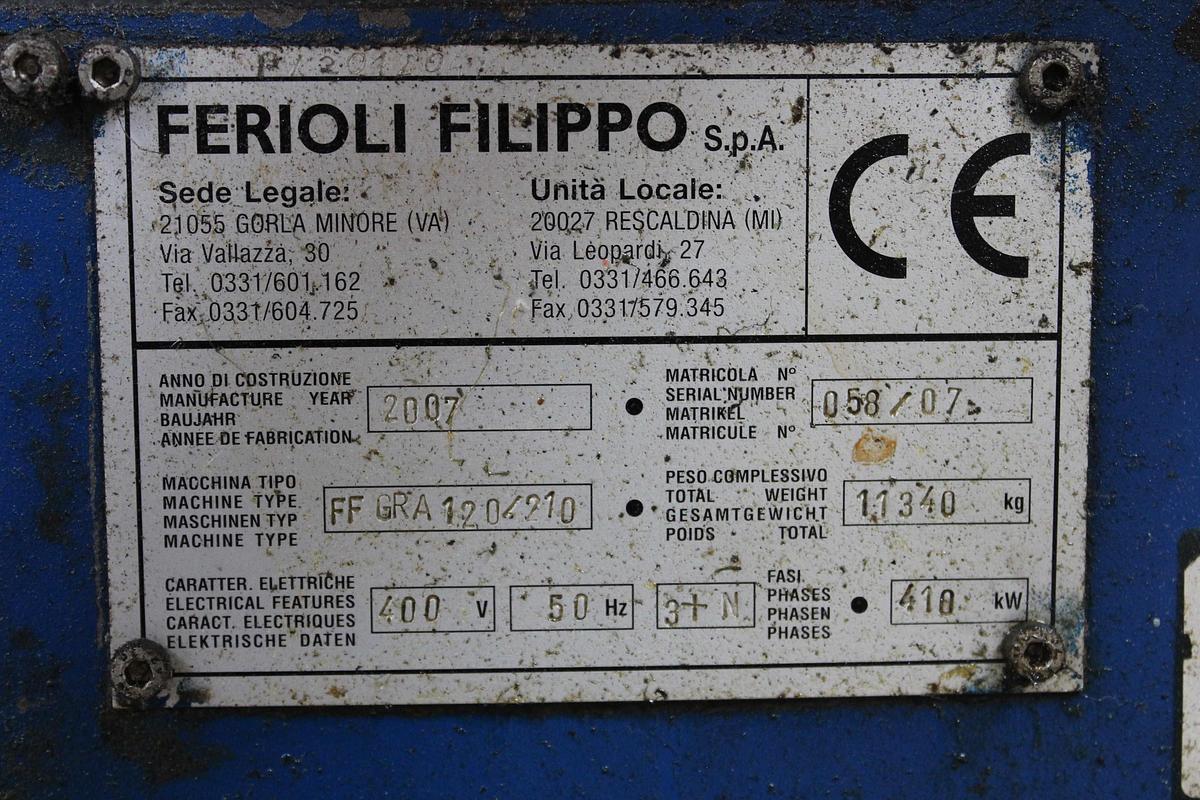 FERIOLI FILIPPO S.p.A.
CE
Sede Legale:
21055 GORLA MINORE (VA)
Via Vallazza, 30
Tel. 0331/601.162
Fax 0331/604.725
Unità Locale:
20027 RESCALDINA (MI)
Via Leopardi, 27
Tel. 0331/466.643
Fax 0331/579.345
ANNO DI COSTRUZIONE
MANUFACTURE YEAR
BAUJAHR
ANNEE DE FABRICATION
2007
MATRICOLA N°
SERIAL NUMBER
MATRIKEL
MATRICULE N°
058/07
MACCHINA TIPO
MACHINE TYPE
MASCHINEN TYP
MACHINE TYPE
FF GRA 120/210
PESO COMPLESSIVO
TOTAL WEIGHT
GESAMTGEWICHT
POIDS TOTAL
11340 kg
CARATTER. ELETTRICHE
ELECTRICAL FEATURES
CARACT. ELECTRIQUES
ELEKTRISCHE DATEN
400 V
50 Hz
3+N
FASI
PHASES
PHASEN
PHASES
410 kW